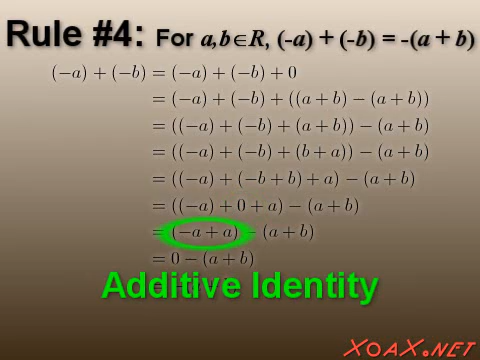 Rule #4: For a,b∈R, (-a) + (-b) = -(a + b)
(−a) + (−b) = (−a) + (−b) + 0
= (−a) + (−b) + ((a + b) − (a + b))
= ((−a) + (−b) + (a + b)) − (a + b)
= ((−a) + (−b) + (b + a)) − (a + b)
= ((−a) + (−b + b) + a) − (a + b)
= ((−a) + 0 + a) − (a + b)
= (−a + a) − (a + b)
= 0 − (a + b)
Additive Identity
XOAX.NET